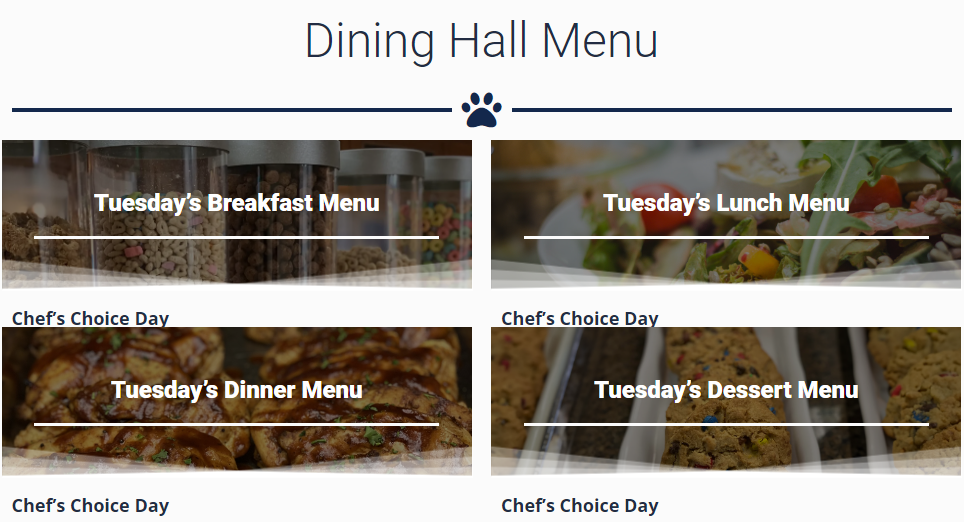 Dining Hall Menu
Tuesday’s Breakfast Menu
Chef’s Choice Day
Tuesday’s Lunch Menu
Chef’s Choice Day
Tuesday’s Dinner Menu
Chef’s Choice Day
Tuesday’s Dessert Menu
Chef’s Choice Day